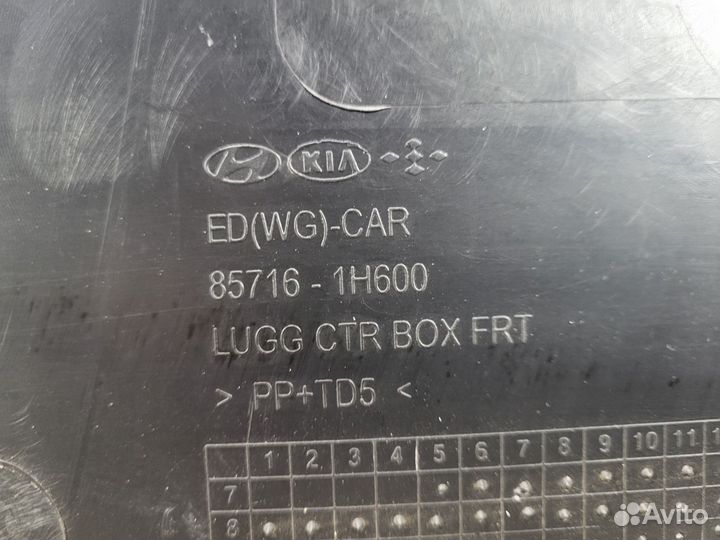 KIA
ED(WG)-CAR
85716 - 1H600
LUGG CTR BOX FRT
> PP+TD5 <
1 2 3 4 5 6 7 8 9 10 11
7
8
Avito